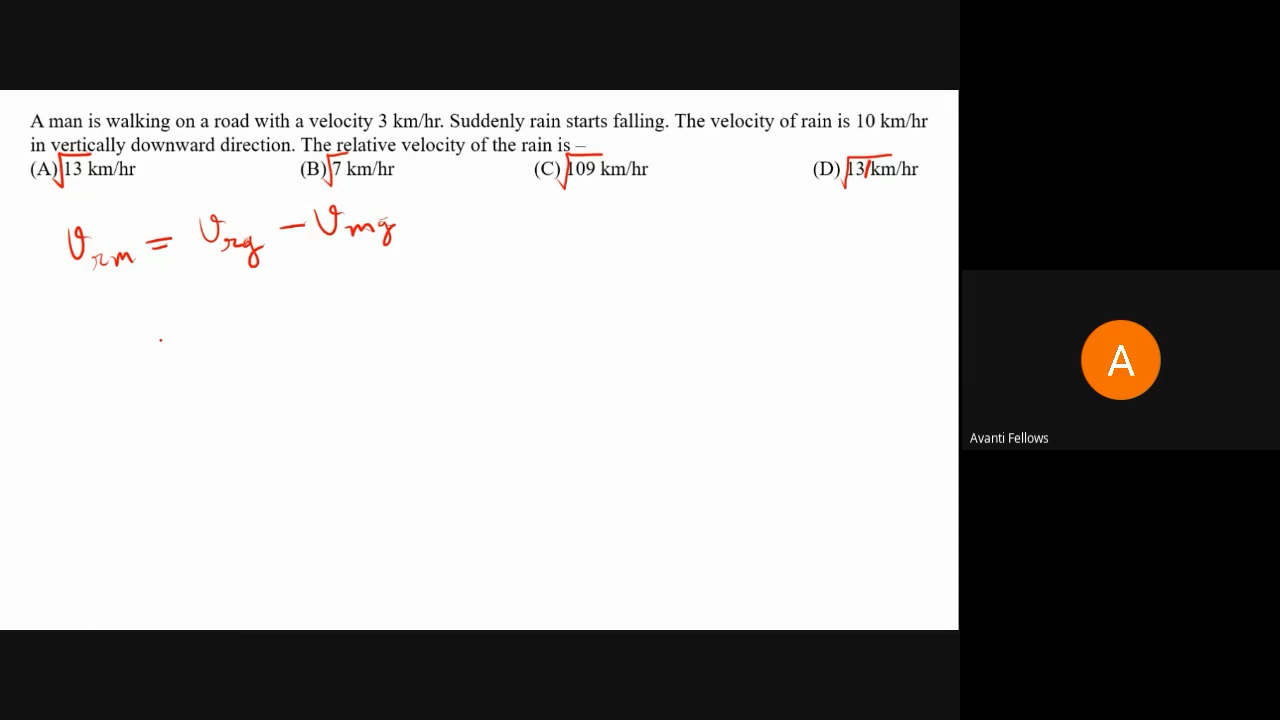 A man is walking on a road with a velocity 3 km/hr. Suddenly rain starts falling. The velocity of rain is 10 km/hr
in vertically downward direction. The relative velocity of the rain is –
(A) √13 km/hr (B) √7 km/hr (C) √109 km/hr (D) √13/km/hr
v_rm = v_rg - v_mg
A
Avanti Fellows